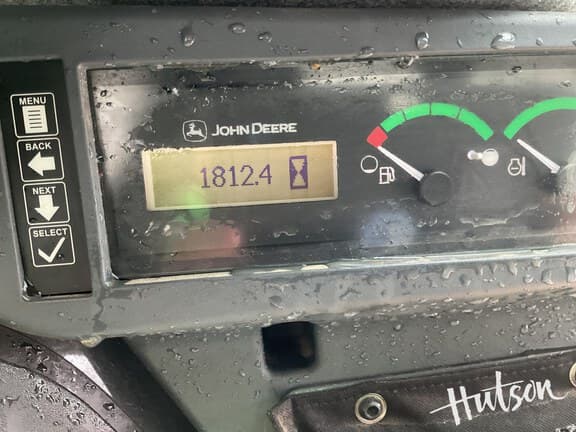 MENU
BACK
NEXT
SELECT
JOHN DEERE
1812.4
Hutson